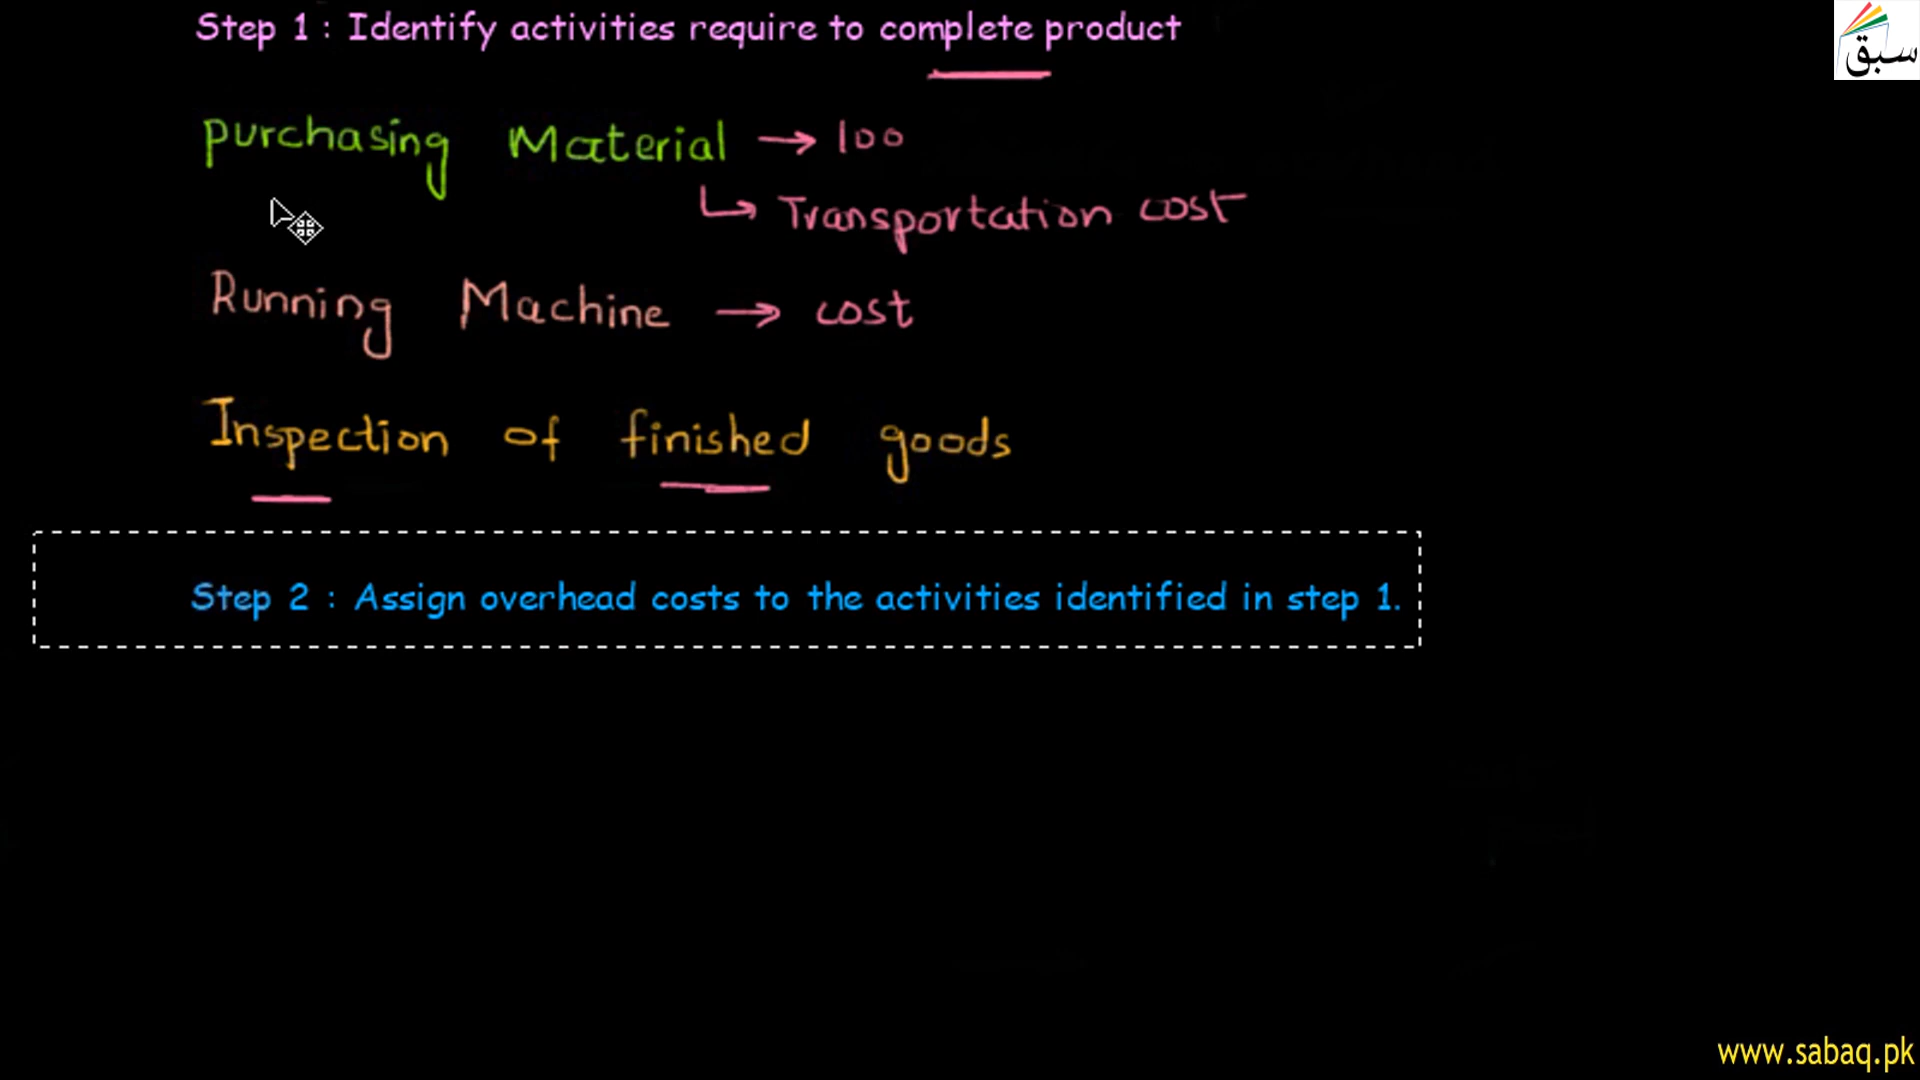 Step 1 : Identify activities require to complete product
سبق
purchasing Material → 100
↳ Transportation cost
Running Machine → cost
Inspection of finished goods
Step 2 : Assign overhead costs to the activities identified in step 1.
www.sabaq.pk